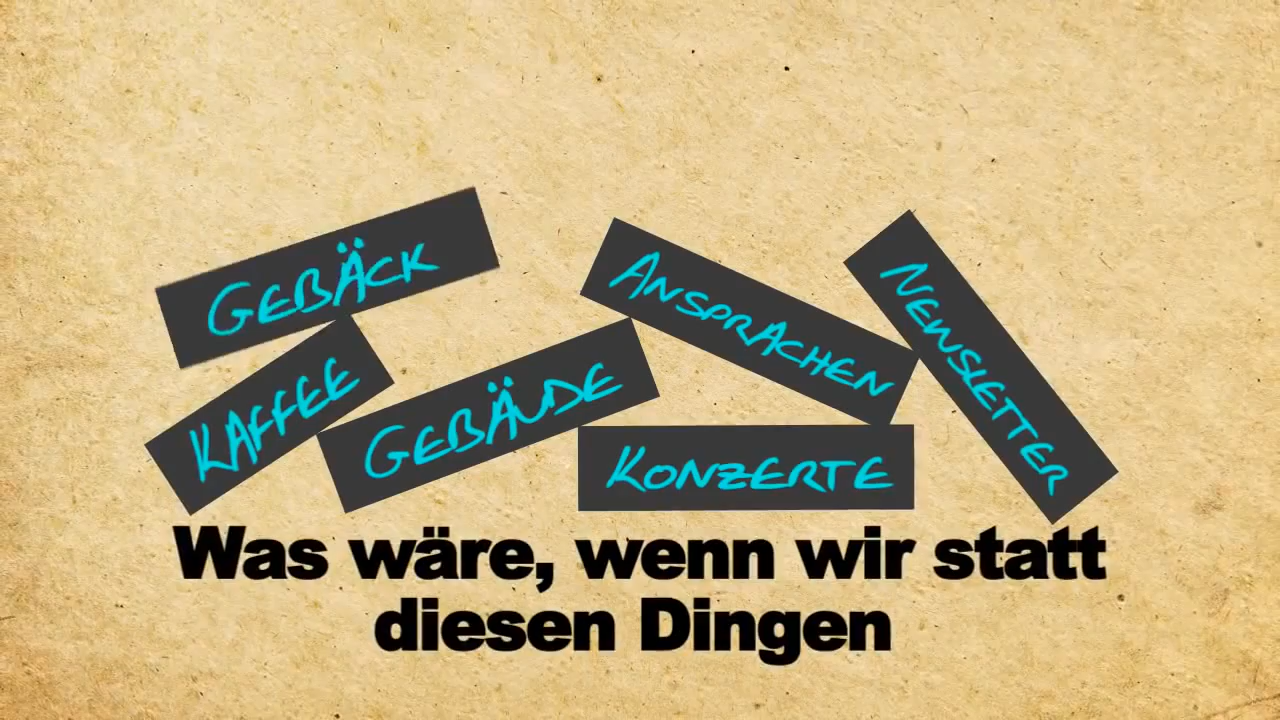 GEBÄCK
KAFFEE
GEBÄUDE
ANSPRACHEN
KONZERTE
NEWSLETTER
Was wäre, wenn wir statt
diesen Dingen